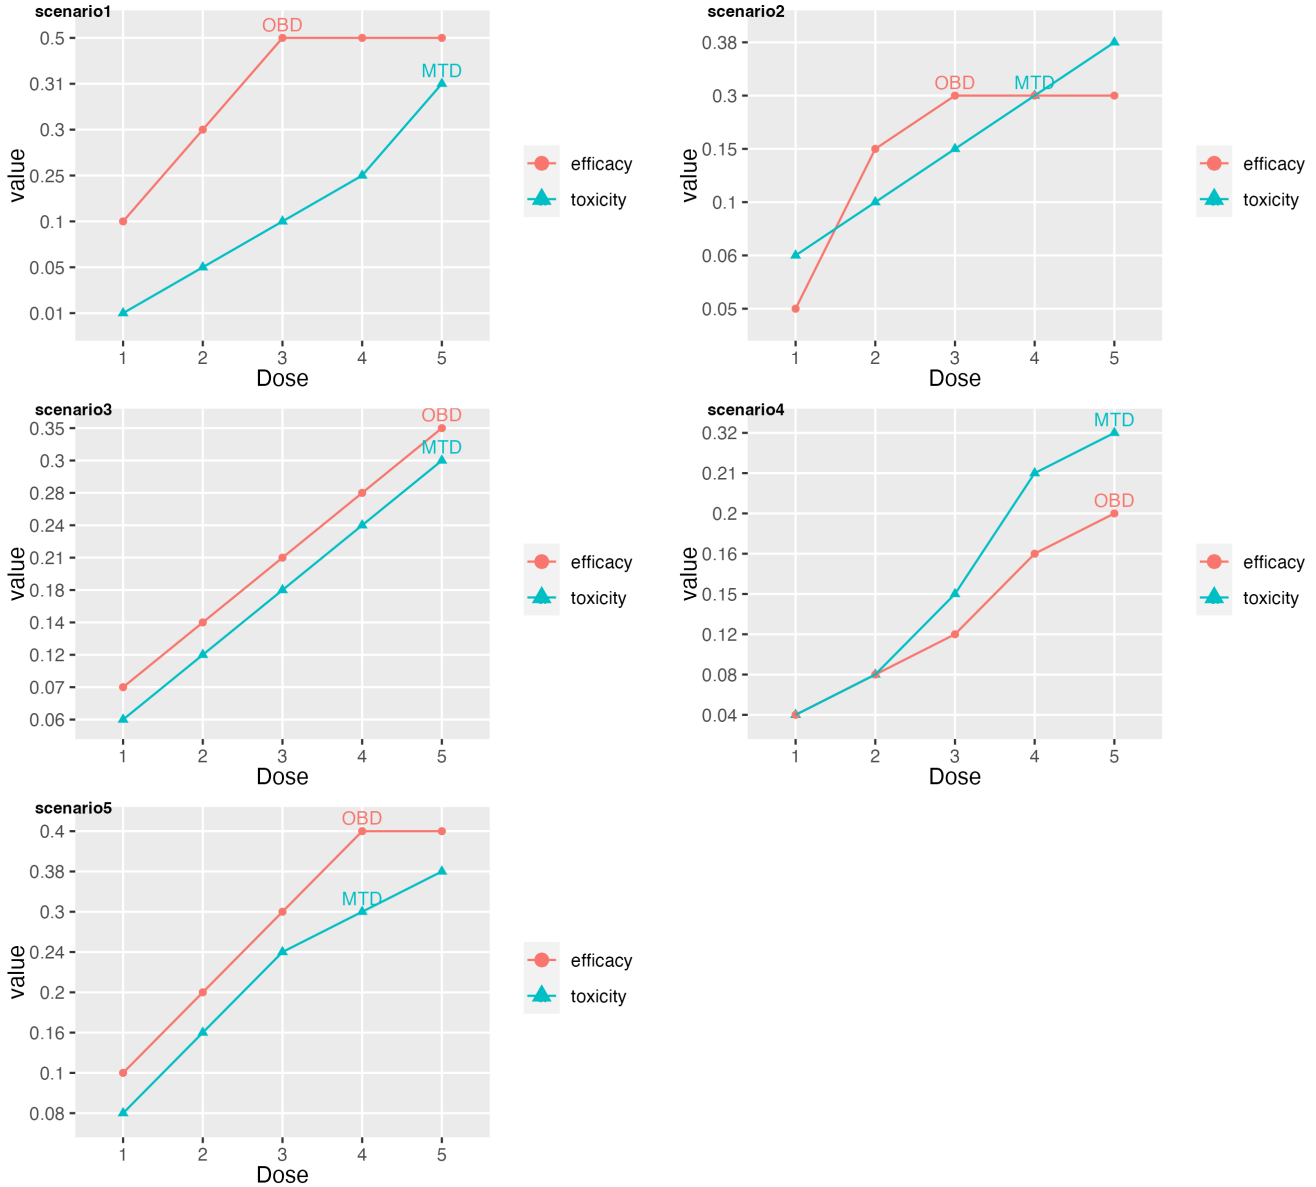 scenario1
OBD
MTD
0.5
0.31
0.3
0.25
0.1
0.05
0.01
value
1 2 3 4 5
Dose
efficacy
toxicity
scenario2
OBD MTD
0.38
0.3
0.15
0.1
0.06
0.05
value
1 2 3 4 5
Dose
efficacy
toxicity
scenario3
OBD
MTD
0.35
0.3
0.28
0.24
0.21
0.18
0.14
0.12
0.07
0.06
value
1 2 3 4 5
Dose
efficacy
toxicity
scenario4
MTD
OBD
0.32
0.21
0.2
0.16
0.15
0.12
0.08
0.04
value
1 2 3 4 5
Dose
efficacy
toxicity
scenario5
OBD
MTD
0.4
0.38
0.3
0.24
0.2
0.16
0.1
0.08
value
1 2 3 4 5
Dose
efficacy
toxicity